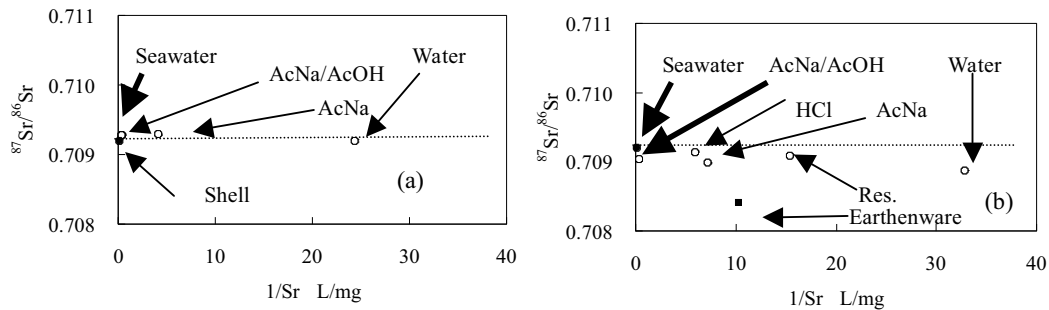 0.711
0.710
0.709
0.708
⁸⁷Sr/⁸⁶Sr
Seawater
AcNa/AcOH
Water
AcNa
Shell
(a)
0 10 20 30 40
1/Sr L/mg
0.711
0.710
0.709
0.708
⁸⁷Sr/⁸⁶Sr
Seawater
AcNa/AcOH
Water
HCl
AcNa
Res.
Earthenware
(b)
0 10 20 30 40
1/Sr L/mg